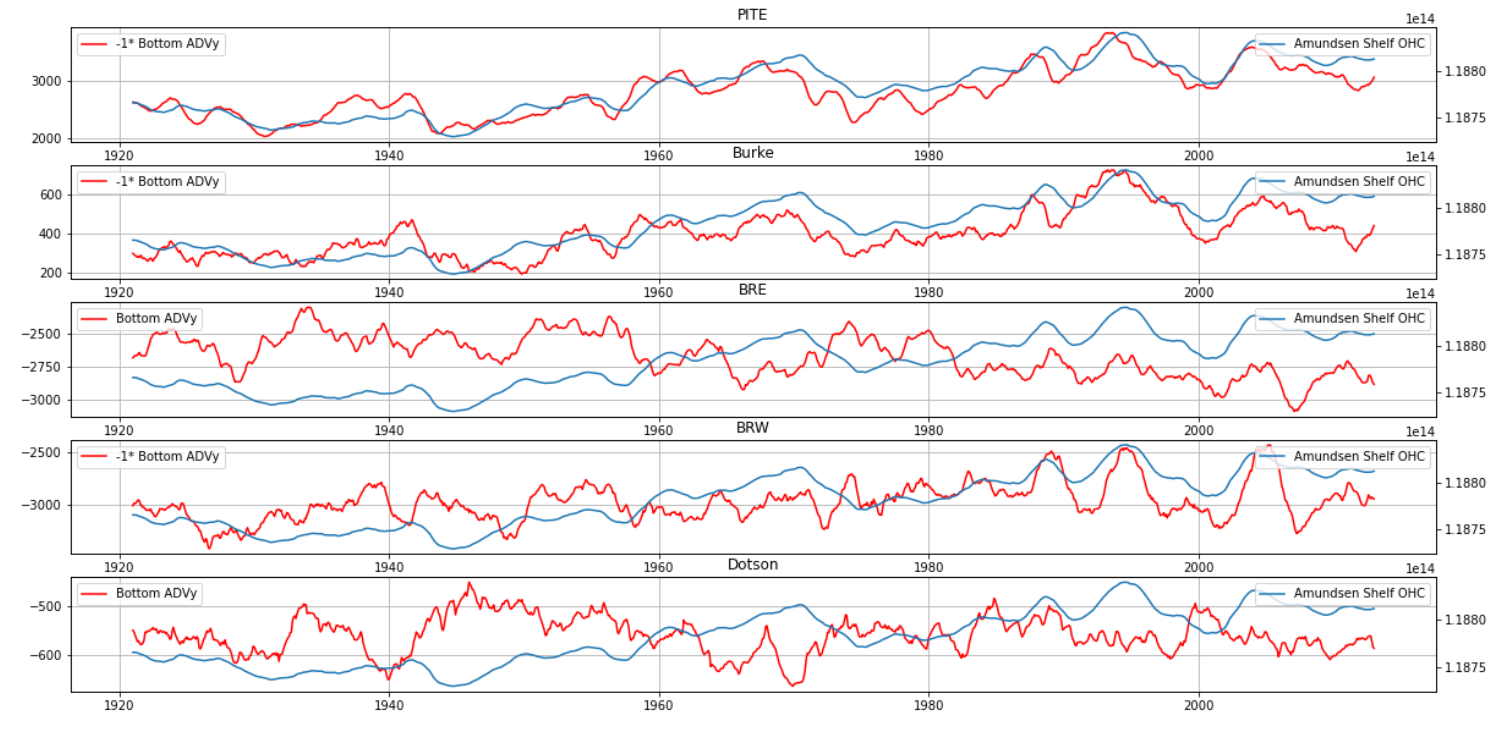 PITE
1e14
-1* Bottom ADVy
Amundsen Shelf OHC
3000
2000
1.1880
1.1875
1920 1940 1960 1980 2000
Burke
1e14
-1* Bottom ADVy
Amundsen Shelf OHC
600
400
200
1.1880
1.1875
1920 1940 1960 1980 2000
BRE
1e14
Bottom ADVy
Amundsen Shelf OHC
−2500
−2750
−3000
1.1880
1.1875
1920 1940 1960 1980 2000
BRW
1e14
-1* Bottom ADVy
Amundsen Shelf OHC
−2500
−3000
1.1880
1.1875
1920 1940 1960 1980 2000
Dotson
1e14
Bottom ADVy
Amundsen Shelf OHC
−500
−600
1.1880
1.1875
1920 1940 1960 1980 2000